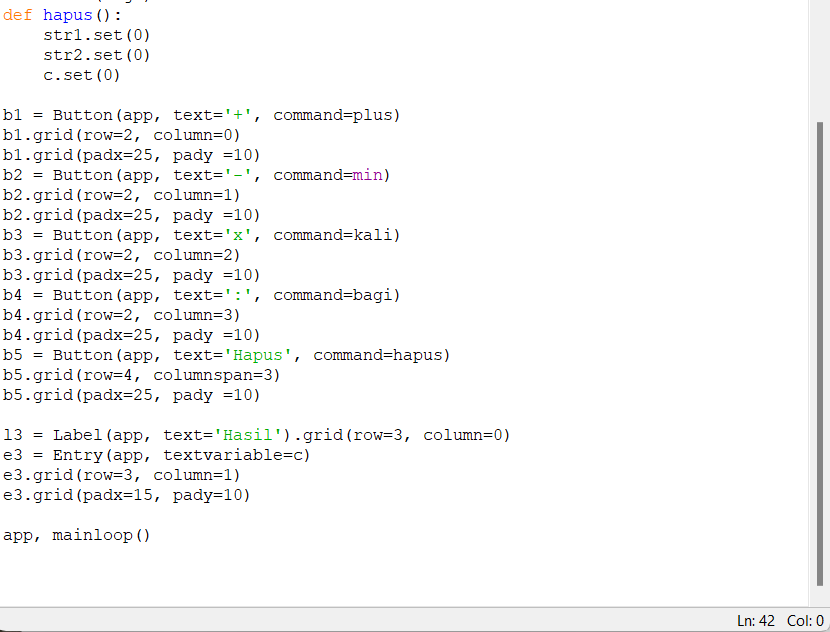 def hapus():
    str1.set(0)
    str2.set(0)
    c.set(0)

b1 = Button(app, text='+', command=plus)
b1.grid(row=2, column=0)
b1.grid(padx=25, pady =10)
b2 = Button(app, text='-', command=min)
b2.grid(row=2, column=1)
b2.grid(padx=25, pady =10)
b3 = Button(app, text='x', command=kali)
b3.grid(row=2, column=2)
b3.grid(padx=25, pady =10)
b4 = Button(app, text=':', command=bagi)
b4.grid(row=2, column=3)
b4.grid(padx=25, pady =10)
b5 = Button(app, text='Hapus', command=hapus)
b5.grid(row=4, columnspan=3)
b5.grid(padx=25, pady =10)

l3 = Label(app, text='Hasil').grid(row=3, column=0)
e3 = Entry(app, textvariable=c)
e3.grid(row=3, column=1)
e3.grid(padx=15, pady=10)

app, mainloop()
Ln: 42 Col: 0